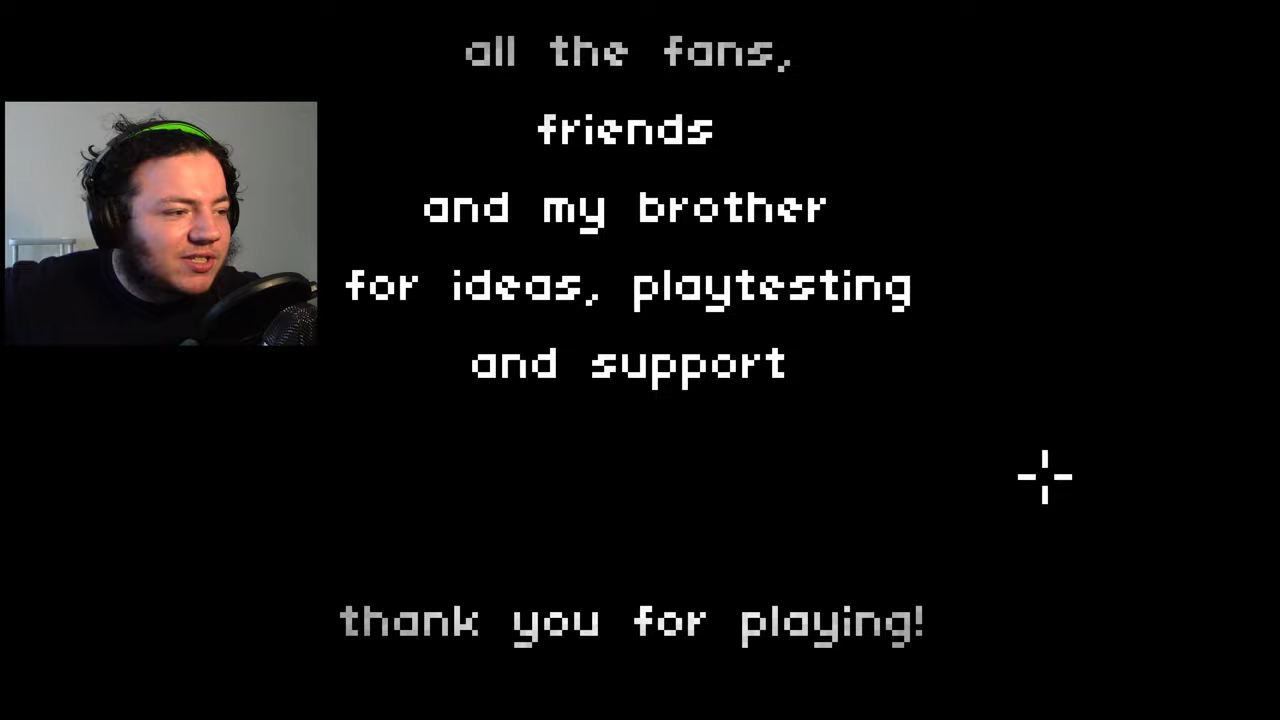 all the fans,
friends
and my brother
for ideas, playtesting
and support
thank you for playing!